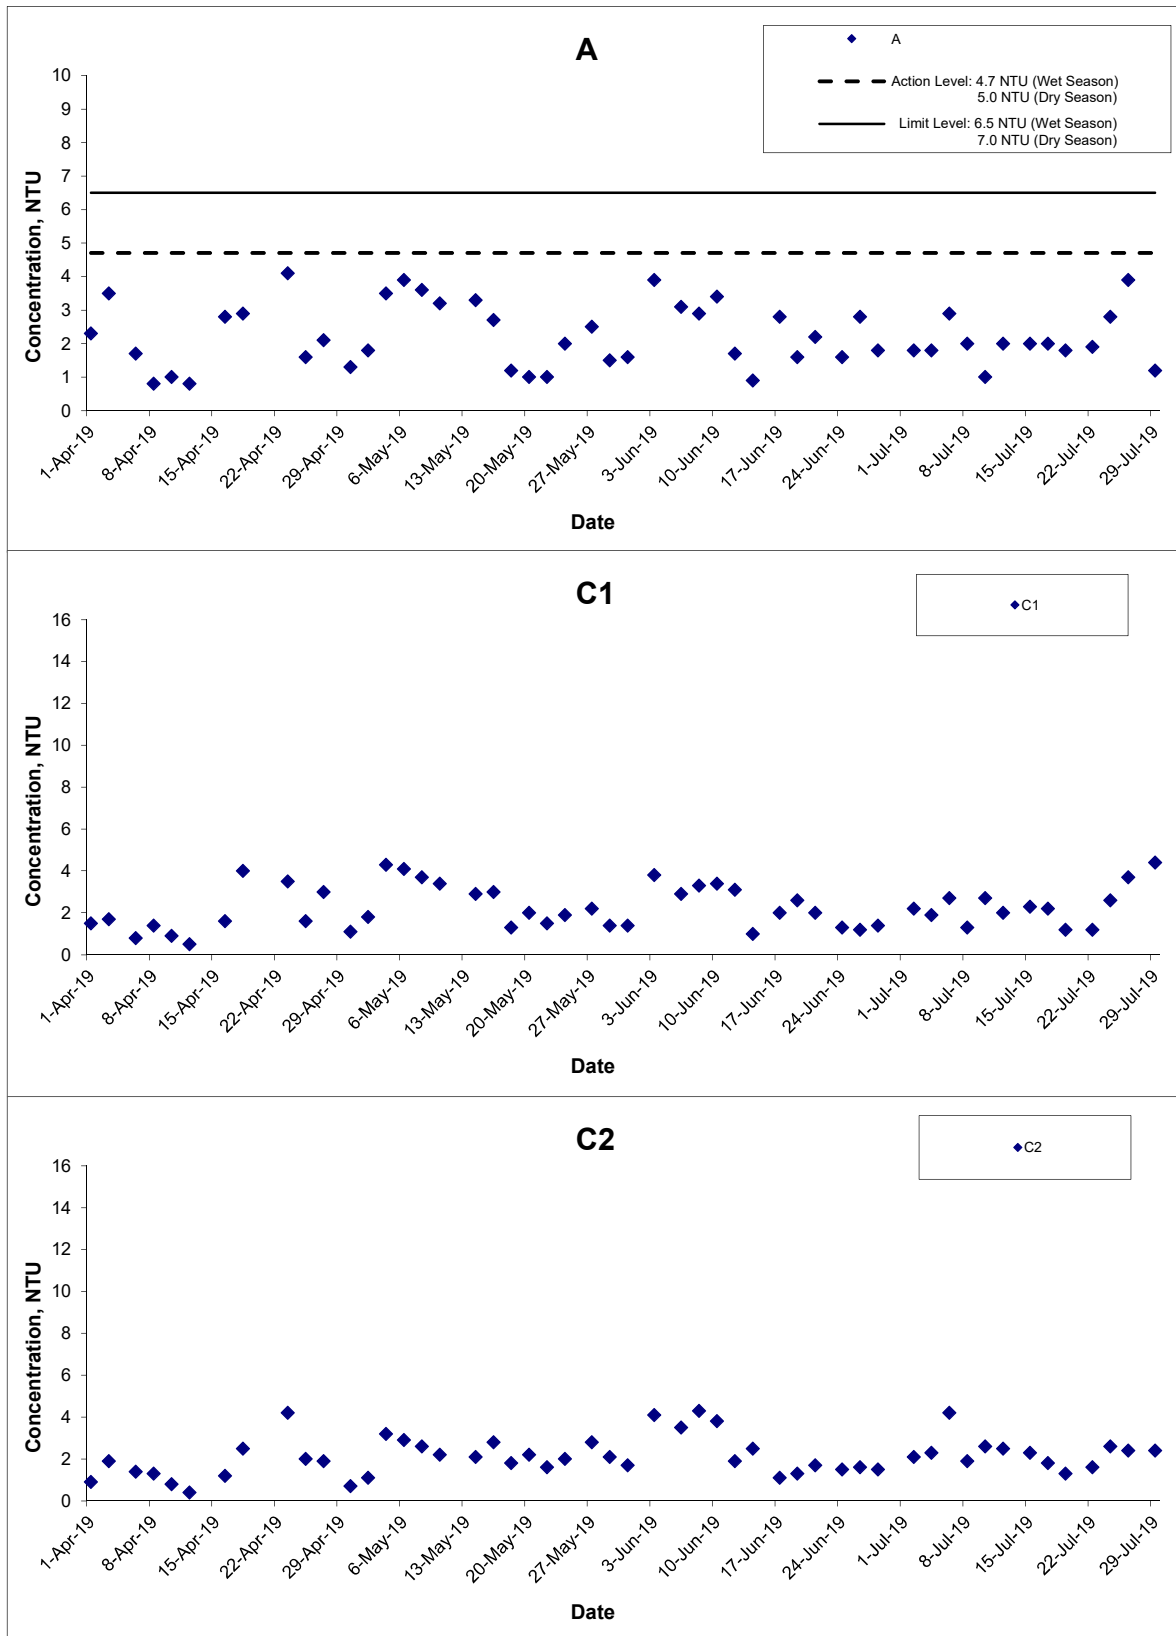 A
A
Action Level: 4.7 NTU (Wet Season)
5.0 NTU (Dry Season)
Limit Level: 6.5 NTU (Wet Season)
7.0 NTU (Dry Season)
Concentration, NTU
10
9
8
7
6
5
4
3
2
1
0
1-Apr-19
8-Apr-19
15-Apr-19
22-Apr-19
29-Apr-19
6-May-19
13-May-19
20-May-19
27-May-19
3-Jun-19
10-Jun-19
17-Jun-19
24-Jun-19
1-Jul-19
8-Jul-19
15-Jul-19
22-Jul-19
29-Jul-19
Date
C1
C1
Concentration, NTU
16
14
12
10
8
6
4
2
0
1-Apr-19
8-Apr-19
15-Apr-19
22-Apr-19
29-Apr-19
6-May-19
13-May-19
20-May-19
27-May-19
3-Jun-19
10-Jun-19
17-Jun-19
24-Jun-19
1-Jul-19
8-Jul-19
15-Jul-19
22-Jul-19
29-Jul-19
Date
C2
C2
Concentration, NTU
16
14
12
10
8
6
4
2
0
1-Apr-19
8-Apr-19
15-Apr-19
22-Apr-19
29-Apr-19
6-May-19
13-May-19
20-May-19
27-May-19
3-Jun-19
10-Jun-19
17-Jun-19
24-Jun-19
1-Jul-19
8-Jul-19
15-Jul-19
22-Jul-19
29-Jul-19
Date